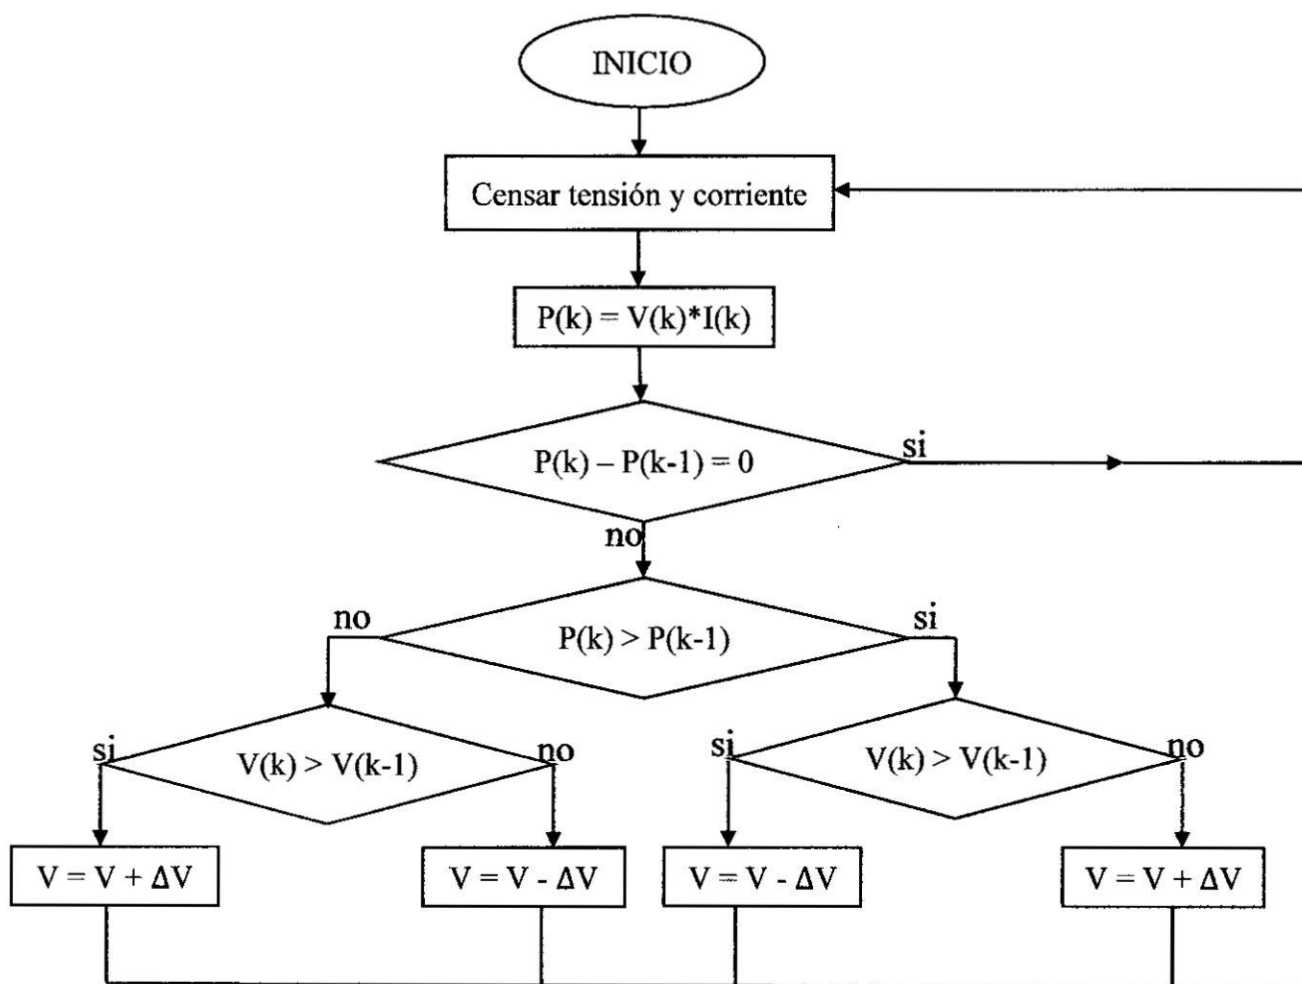 INICIO
Censar tensión y corriente
P(k) = V(k)*I(k)
P(k) – P(k-1) = 0
si
no
P(k) > P(k-1)
no
si
V(k) > V(k-1)
si
no
V(k) > V(k-1)
si
no
V = V + ΔV
V = V - ΔV
V = V - ΔV
V = V + ΔV